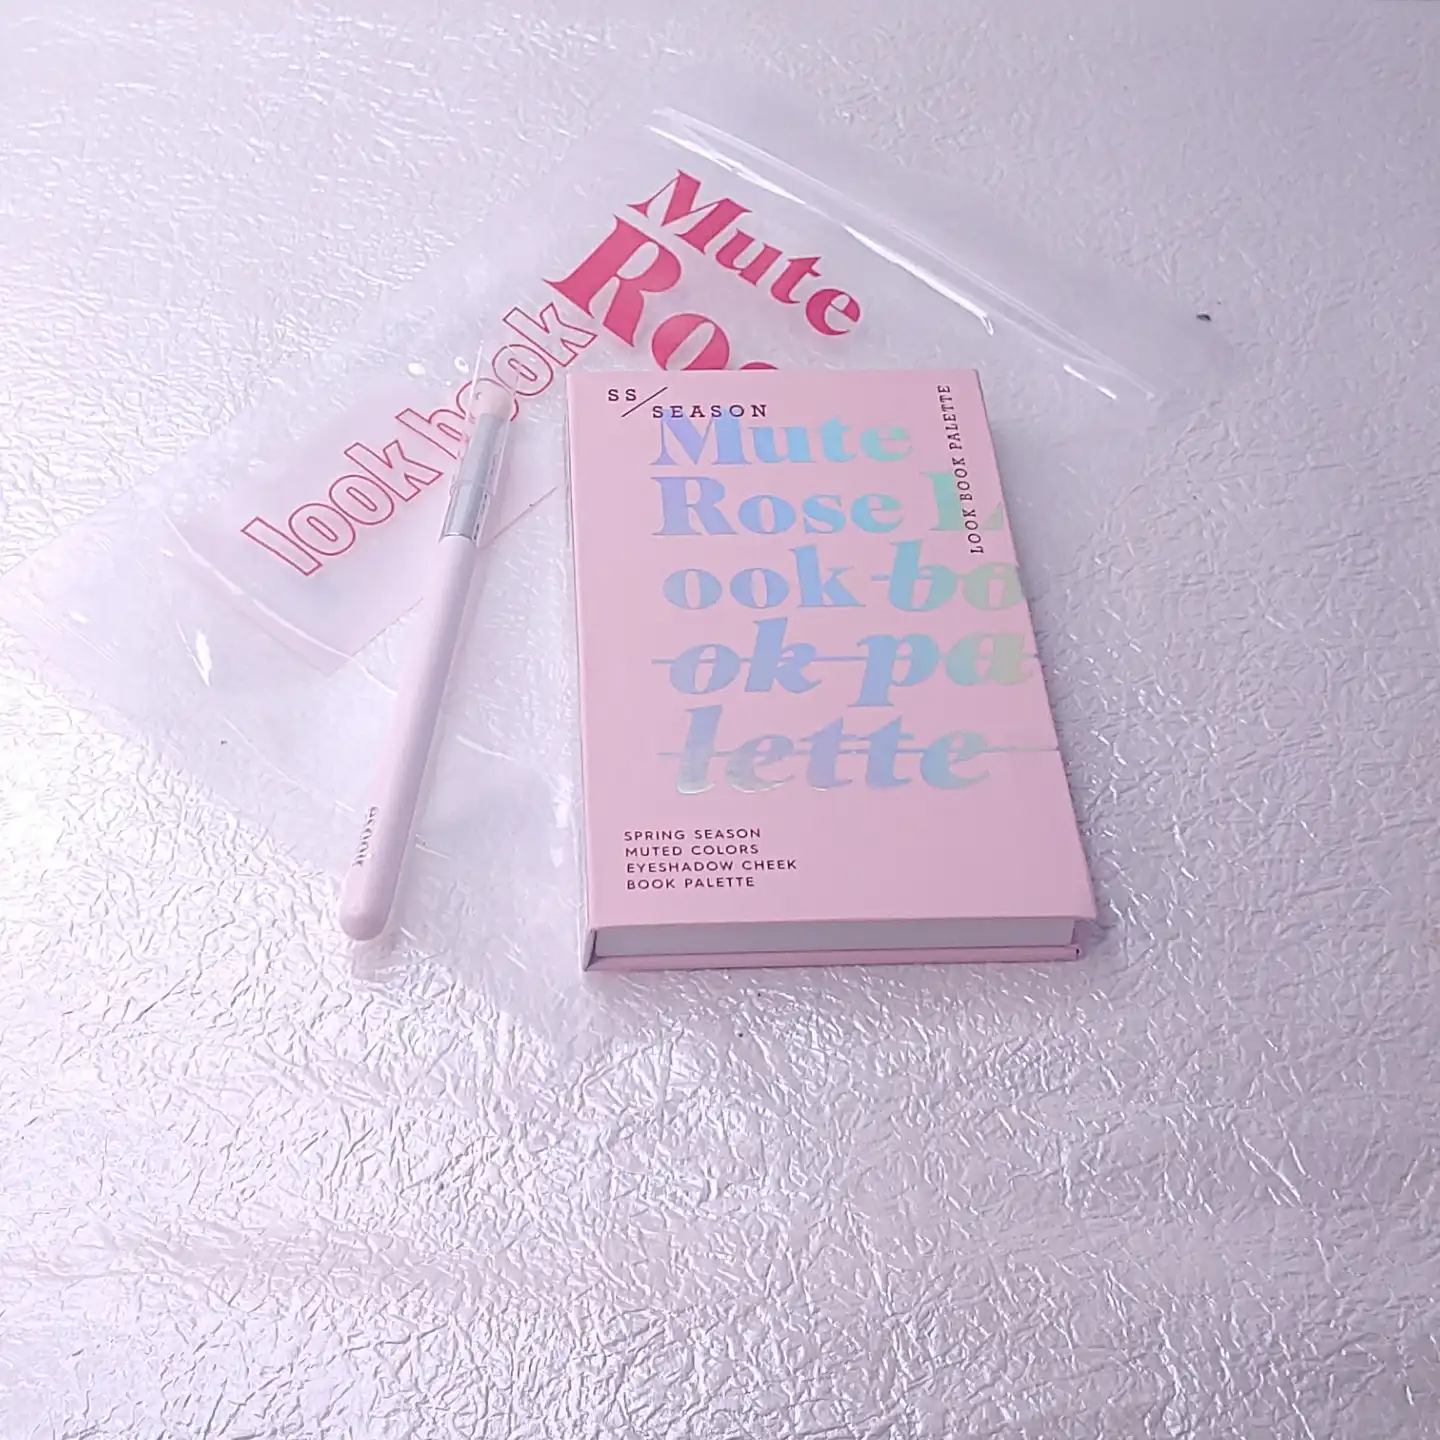 Mute
Ros
look book
SS/SEASON
LOOK BOOK PALETTE
Mute
Rose L
ook bo
ok pa
lette
SPRING SEASON
MUTED COLORS
EYESHADOW CHEEK
BOOK PALETTE